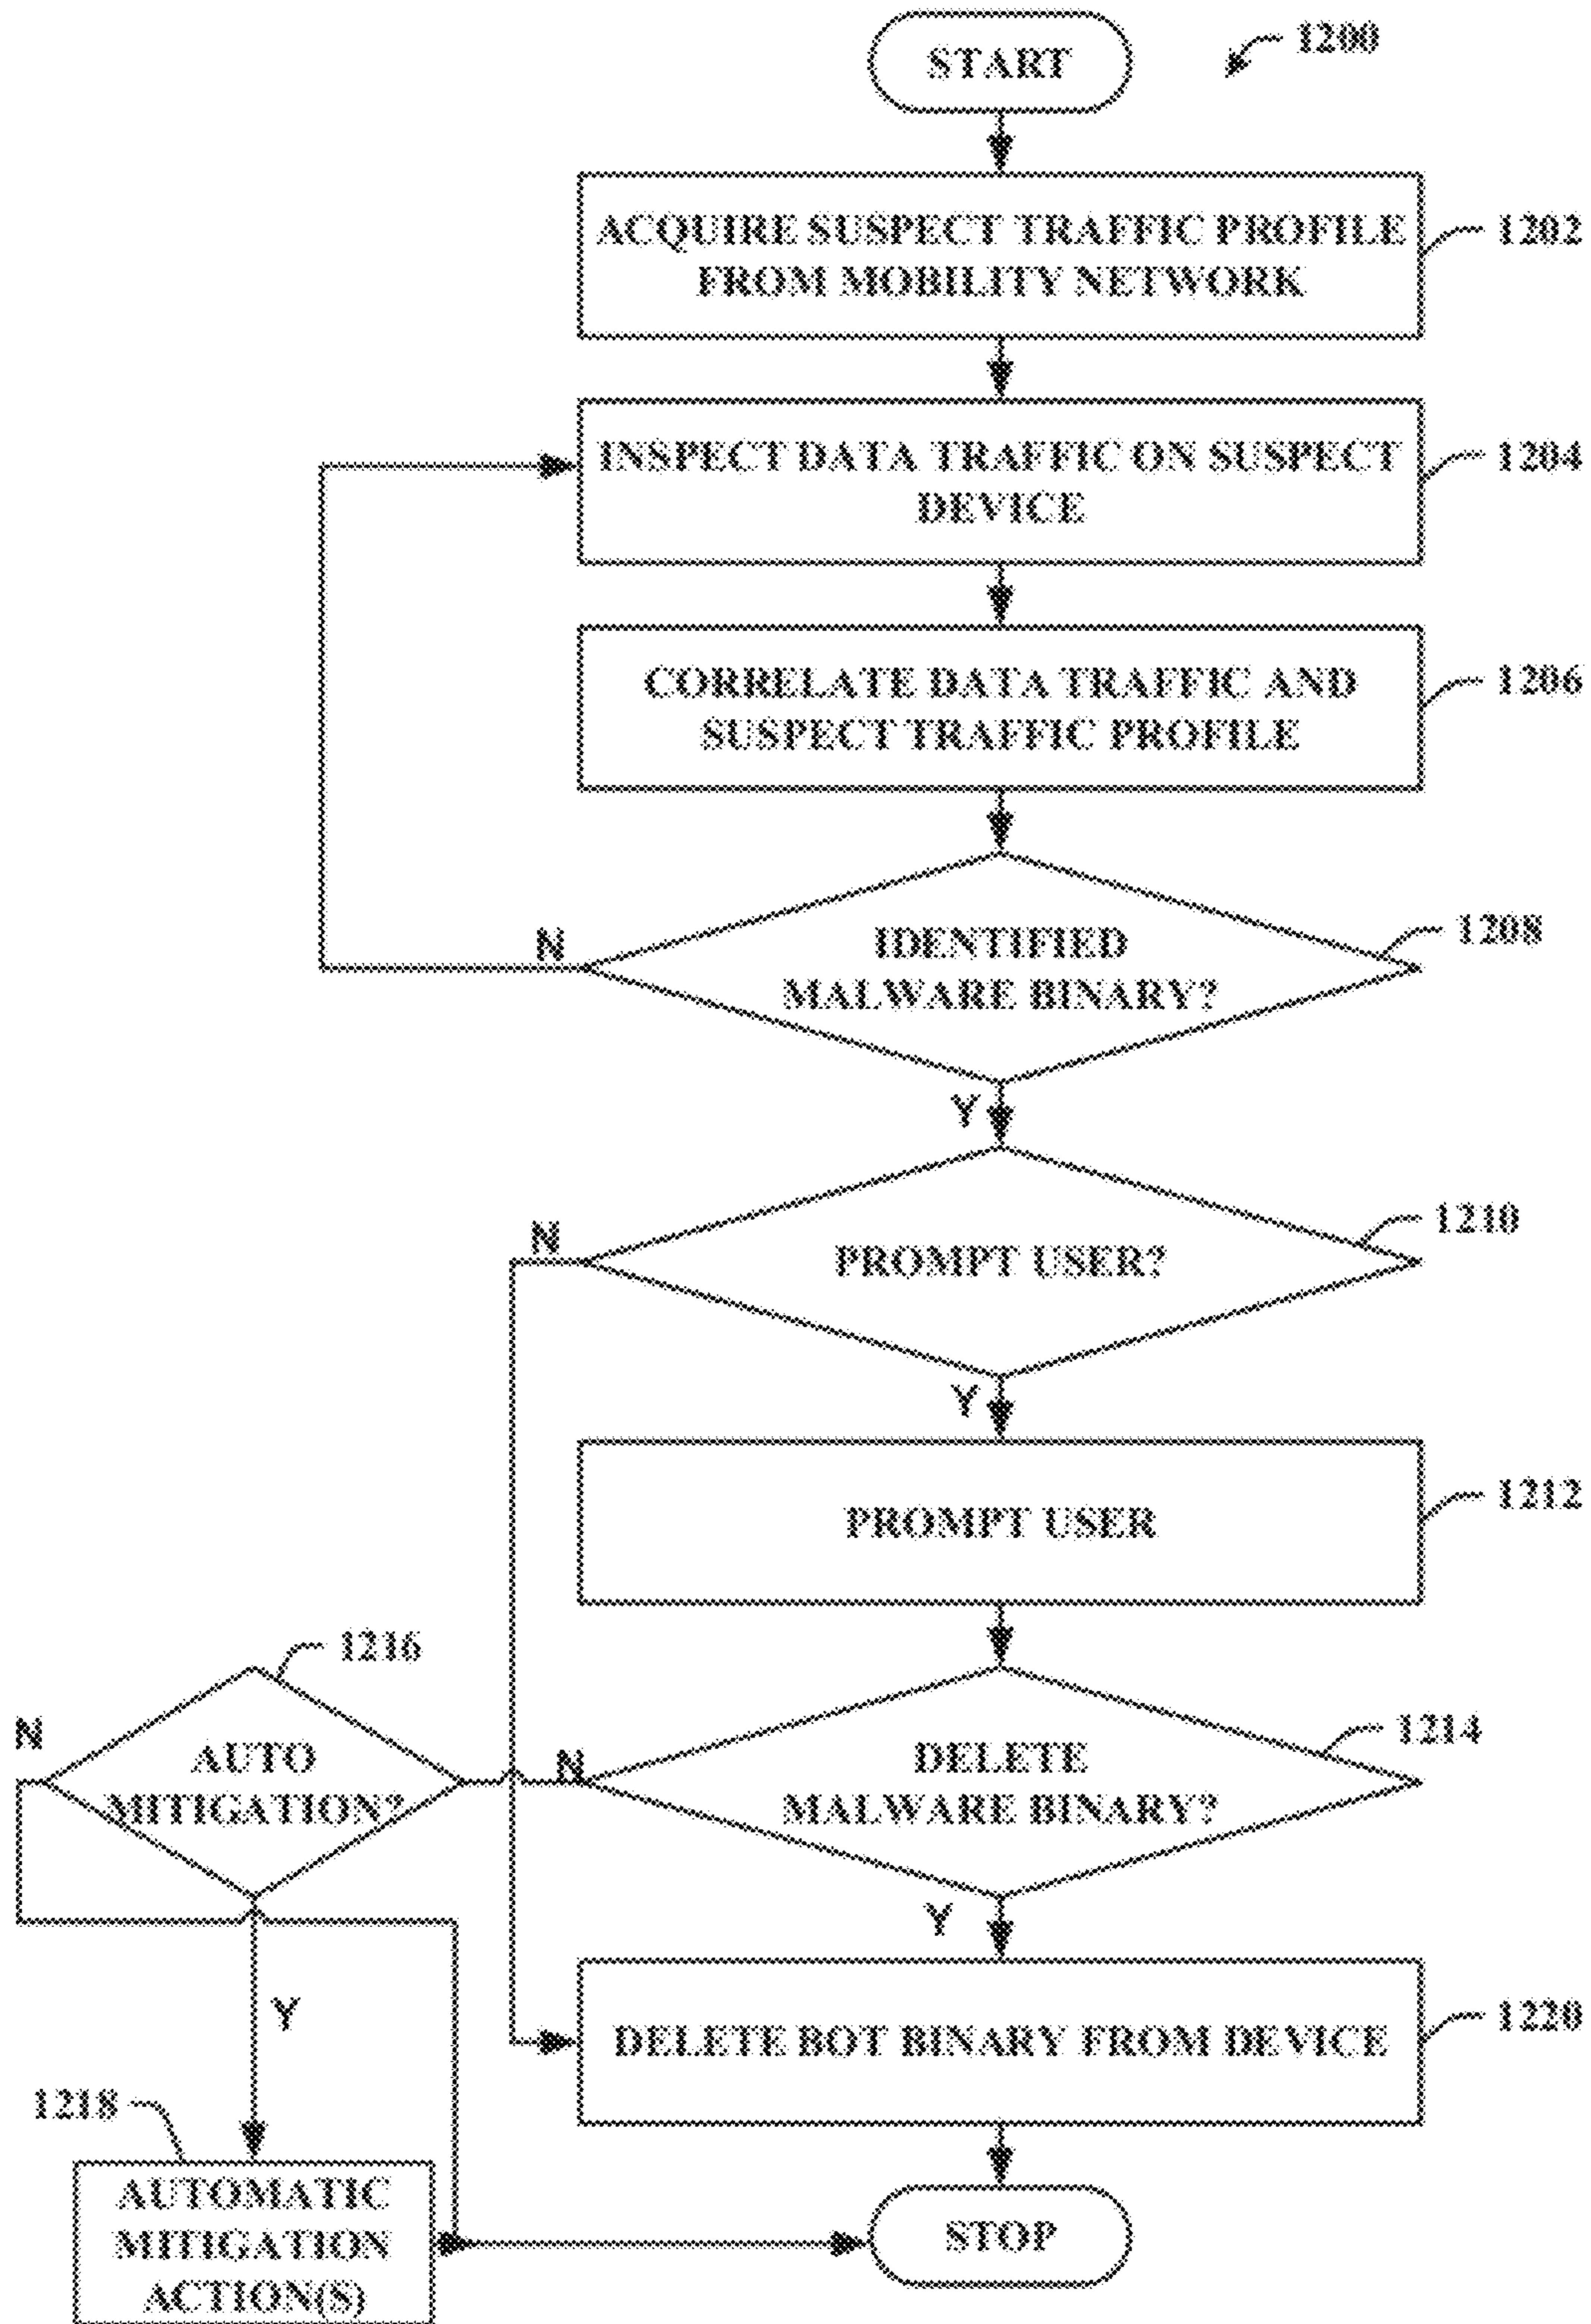 START
1200
ACQUIRE SUSPECT TRAFFIC PROFILE
FROM MOBILITY NETWORK
1202
INSPECT DATA TRAFFIC ON SUSPECT
DEVICE
1204
CORRELATE DATA TRAFFIC AND
SUSPECT TRAFFIC PROFILE
1206
N
IDENTIFIED
MALWARE BINARY?
1208
Y
N
PROMPT USER?
1210
Y
PROMPT USER
1212
1216
N
AUTO
MITIGATION?
N
DELETE
MALWARE BINARY?
1214
Y
Y
DELETE BOT BINARY FROM DEVICE
1220
1218
AUTOMATIC
MITIGATION
ACTION(S)
STOP